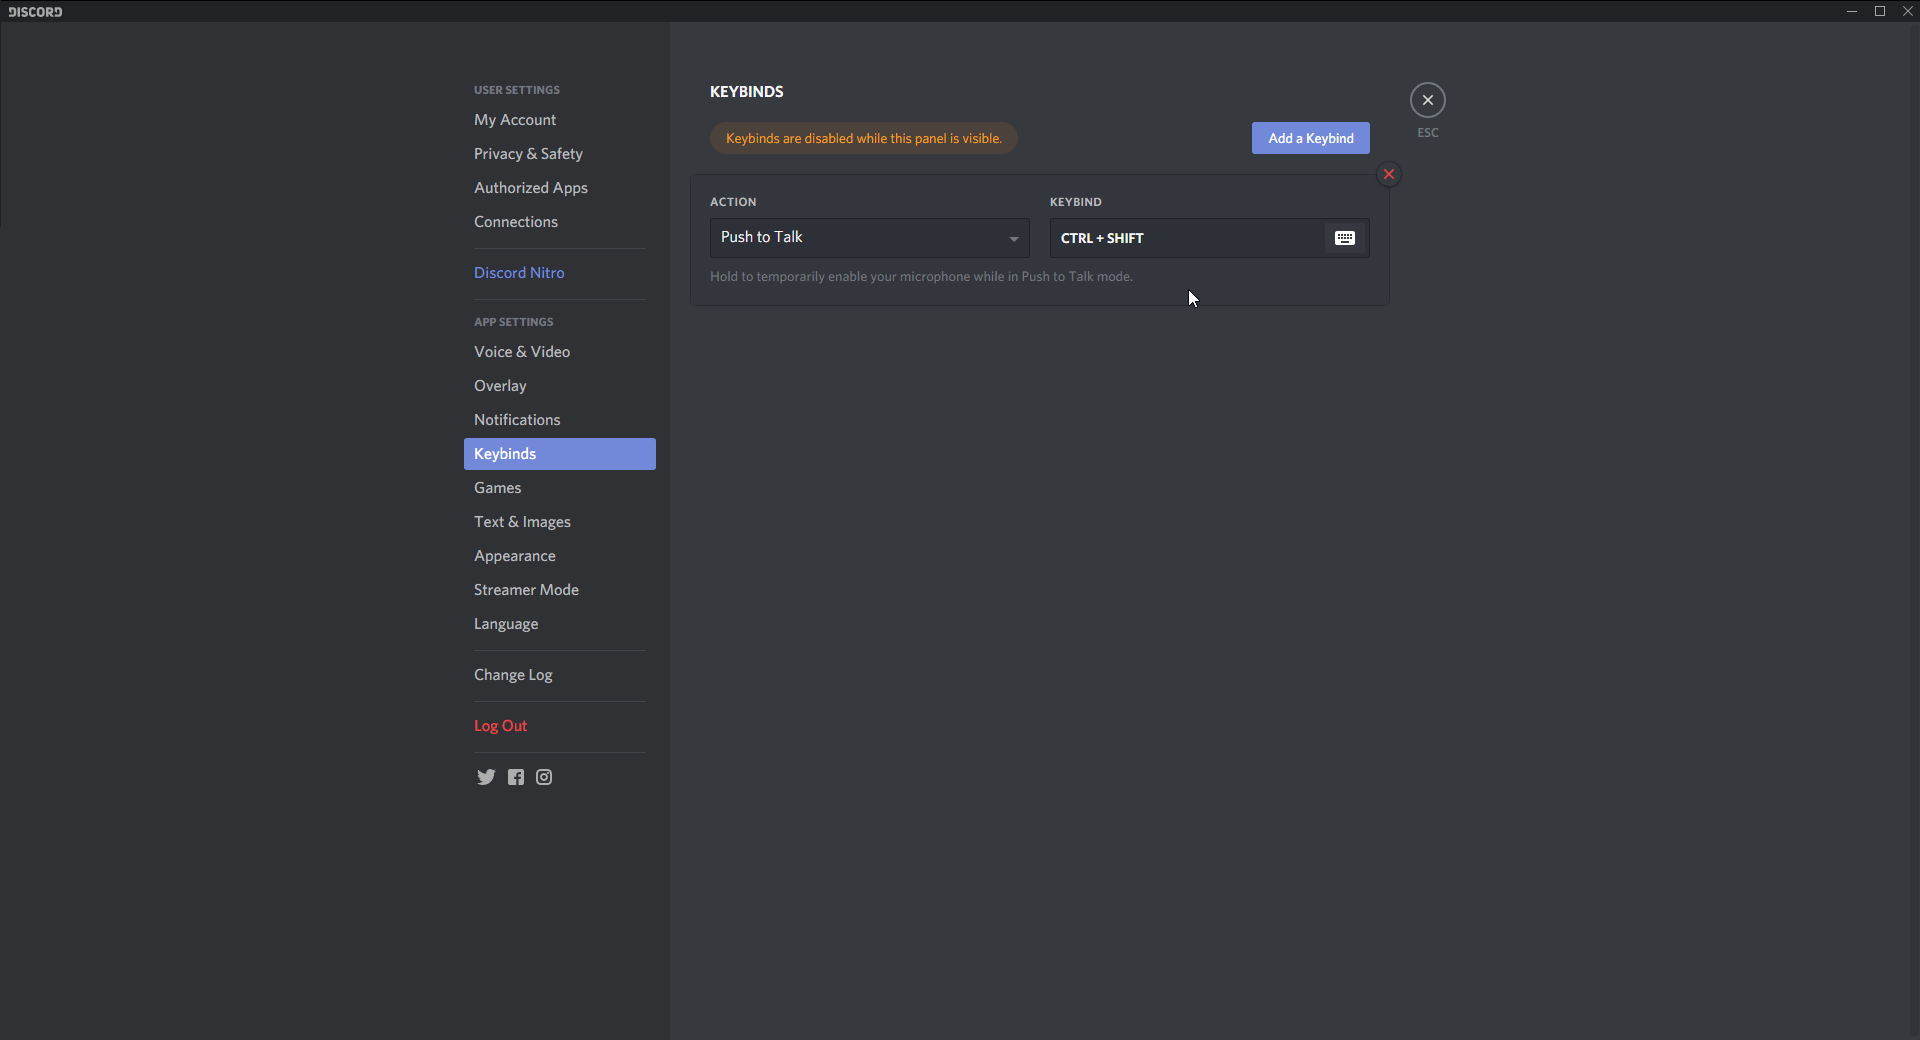 DISCORD
USER SETTINGS
My Account
Privacy & Safety
Authorized Apps
Connections
Discord Nitro
APP SETTINGS
Voice & Video
Overlay
Notifications
Keybinds
Games
Text & Images
Appearance
Streamer Mode
Language
Change Log
Log Out
KEYBINDS
Keybinds are disabled while this panel is visible.
Add a Keybind
ESC
ACTION
KEYBIND
Push to Talk
CTRL + SHIFT
Hold to temporarily enable your microphone while in Push to Talk mode.